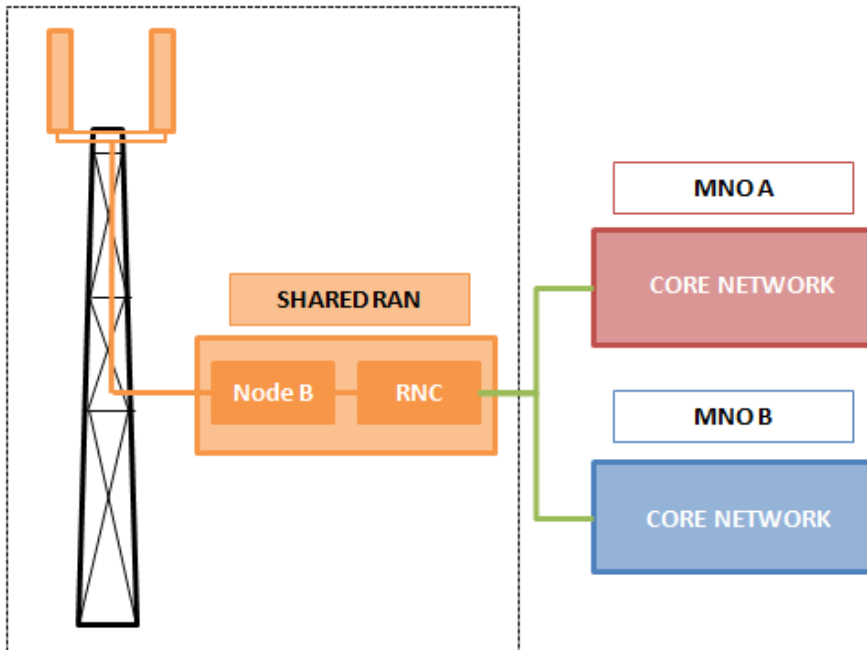 MNO A
CORE NETWORK
SHARED RAN
Node B
RNC
MNO B
CORE NETWORK